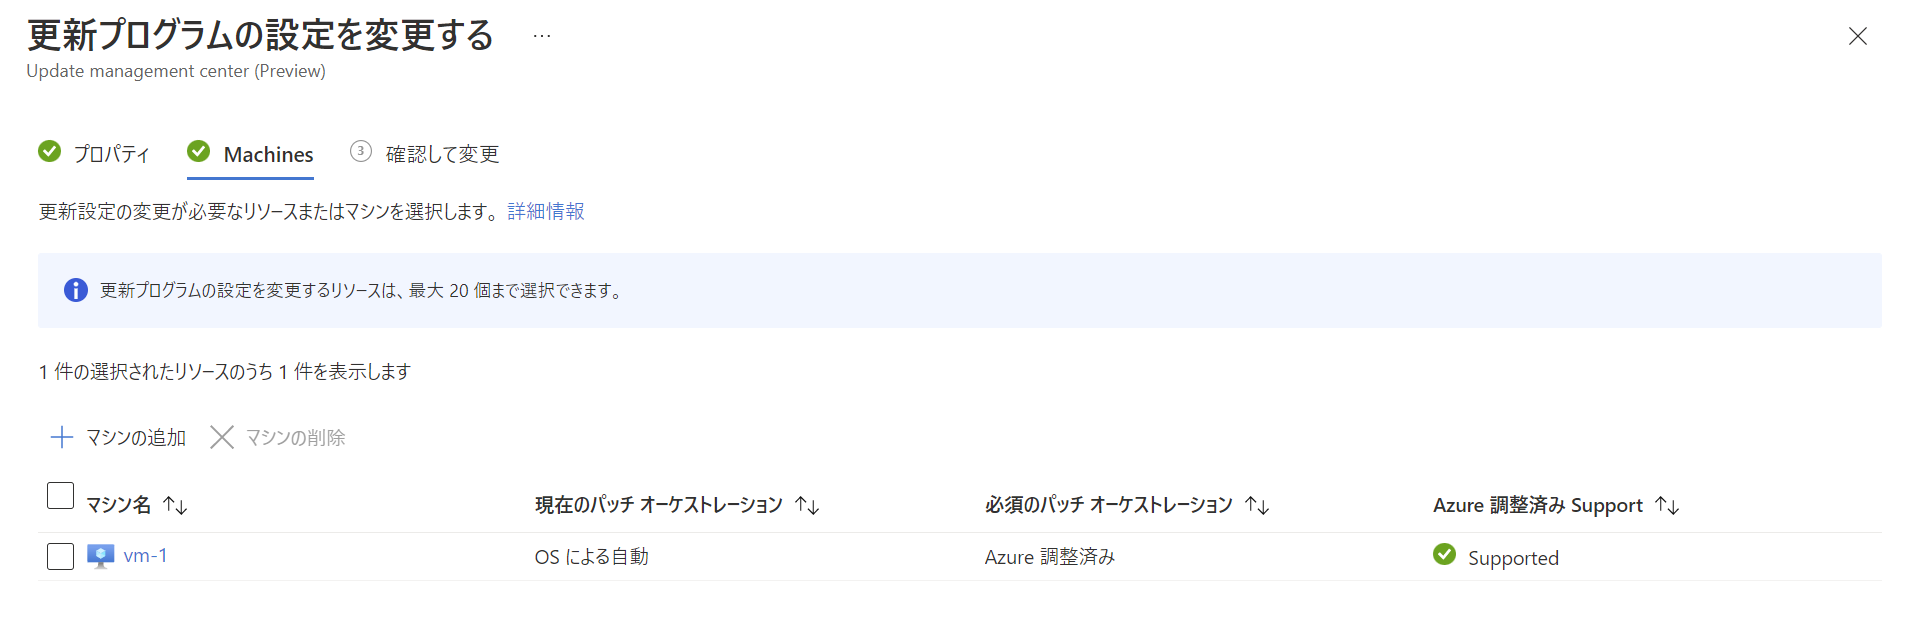 更新プログラムの設定を変更する ...
Update management center (Preview)
プロパティ Machines 3 確認して変更
更新設定の変更が必要なリソースまたはマシンを選択します。 詳細情報
更新プログラムの設定を変更するリソースは、最大 20 個まで選択できます。
1 件の選択されたリソースのうち 1 件を表示します
マシンの追加 マシンの削除
マシン名 ↑↓ 現在のパッチ オーケストレーション ↑↓ 必須のパッチ オーケストレーション ↑↓ Azure 調整済み Support ↑↓
vm-1 OS による自動 Azure 調整済み Supported